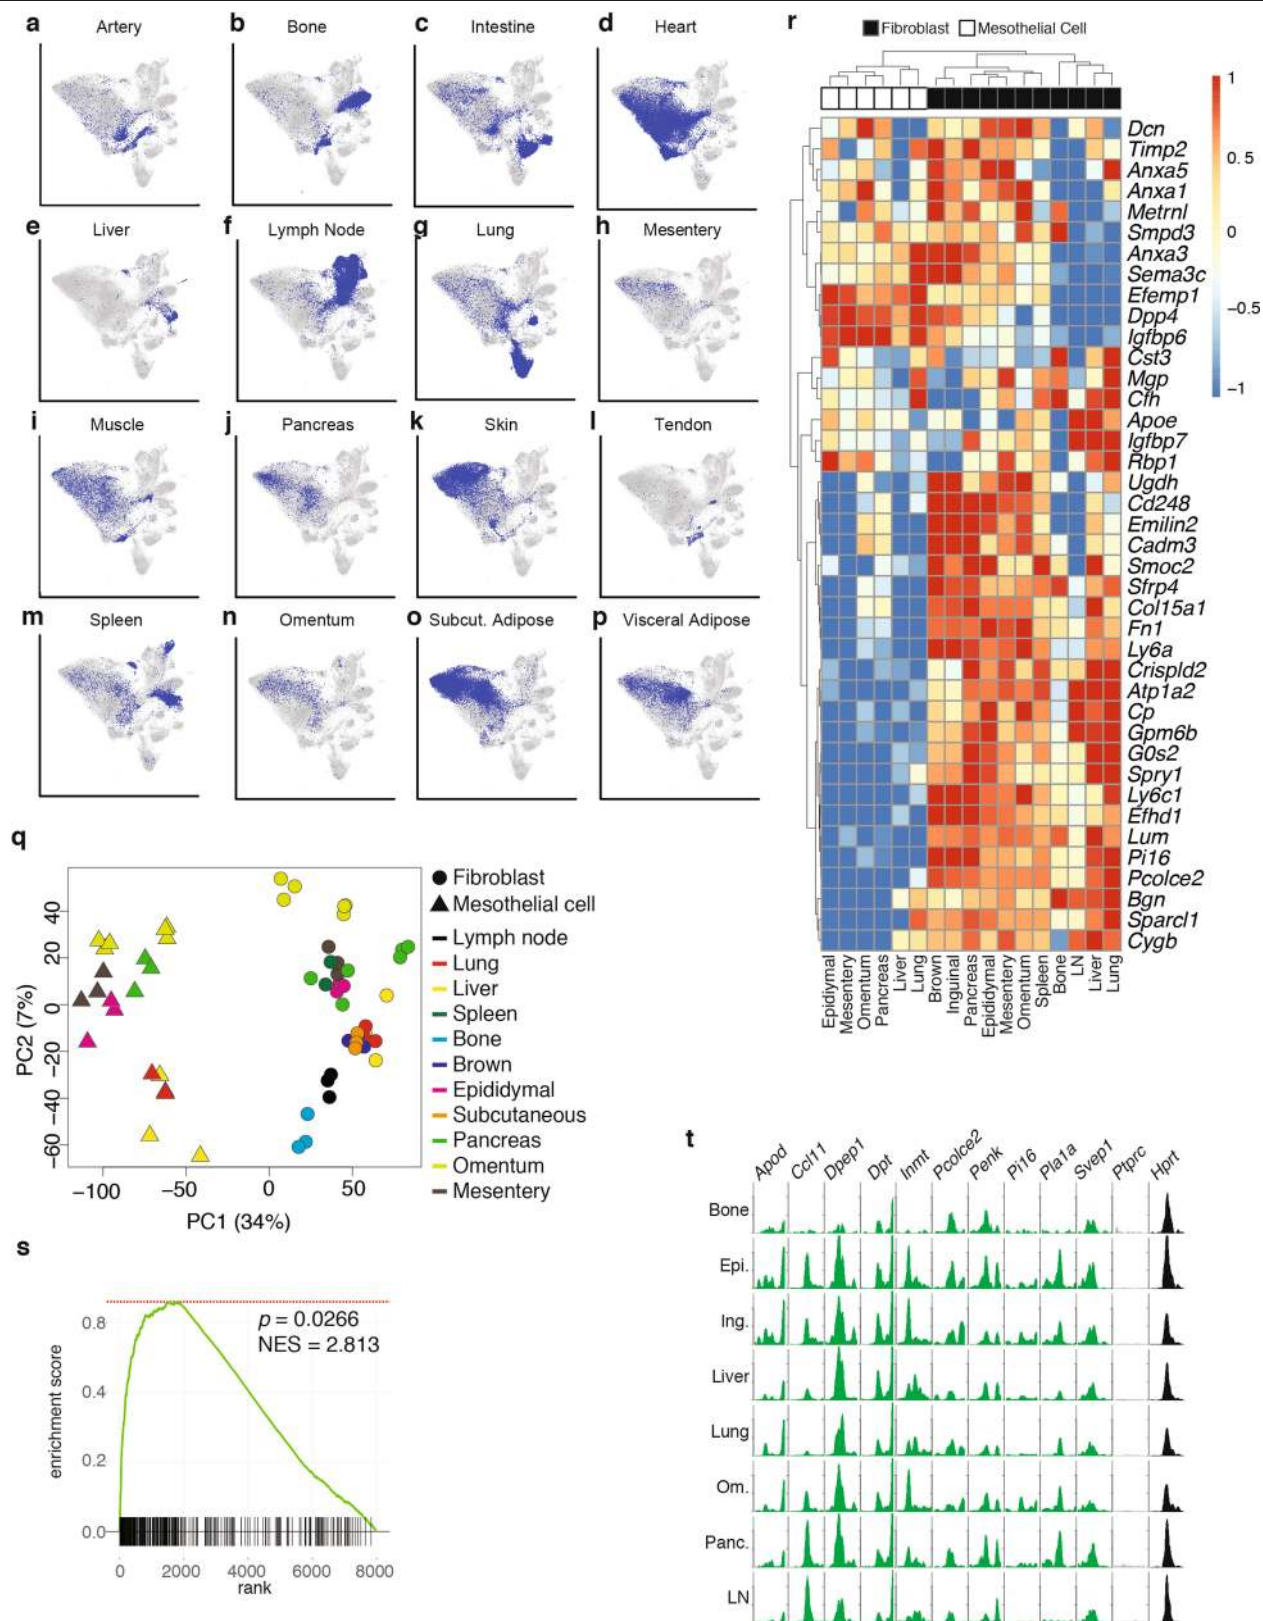 a Artery
b Bone
c Intestine
d Heart
e Liver
f Lymph Node
g Lung
h Mesentery
i Muscle
j Pancreas
k Skin
l Tendon
m Spleen
n Omentum
o Subcut. Adipose
p Visceral Adipose
r
Fibroblast Mesothelial Cell
1
0.5
0
−0.5
−1
Dcn
Timp2
Anxa5
Anxa1
Metrnl
Smpd3
Anxa3
Sema3c
Efemp1
Dpp4
Igfbp6
Cst3
Mgp
Cfh
Apoe
Igfbp7
Rbp1
Ugdh
Cd248
Emilin2
Cadm3
Smoc2
Sfrp4
Col15a1
Fn1
Ly6a
Crispld2
Atp1a2
Cp
Gpm6b
G0s2
Spry1
Ly6c1
Efhd1
Lum
Pi16
Pcolce2
Bgn
Sparcl1
Cygb
Epidiymal
Mesentery
Omentum
Pancreas
Liver
Lung
Brown
Inguinal
Pancreas
Epididymal
Mesentery
Omentum
Spleen
Bone
LN
Liver
Lung
q
PC2 (7%)
40
20
0
−20
−40
−60
−100 −50 0 50
PC1 (34%)
Fibroblast
Mesothelial cell
Lymph node
Lung
Liver
Spleen
Bone
Brown
Epididymal
Subcutaneous
Pancreas
Omentum
Mesentery
s
enrichment score
0.8
0.4
0.2
0.0
p = 0.0266
NES = 2.813
0 2000 4000 6000 8000
rank
t
Apod Ccl11 Dpep1 Dpt Inmt Pcolce2 Penk Pi16 Pla1a Svep1 Ptprc Hprt
Bone
Epi.
Ing.
Liver
Lung
Om.
Panc.
LN